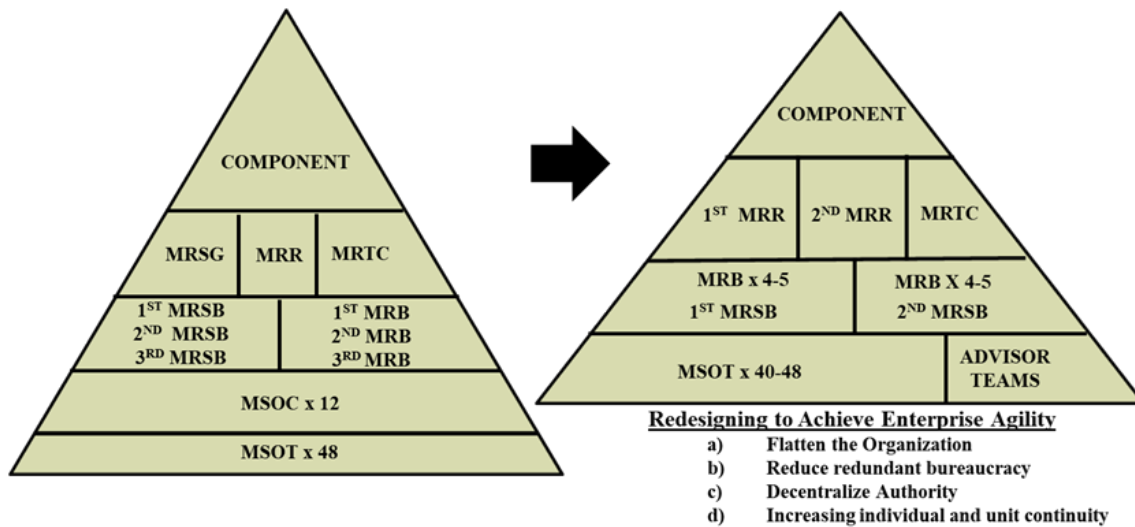 COMPONENT
MRSG
MRR
MRTC
1ST MRSB
2ND MRSB
3RD MRSB
1ST MRB
2ND MRB
3RD MRB
MSOC x 12
MSOT x 48
COMPONENT
1ST MRR
2ND MRR
MRTC
MRB x 4-5
1ST MRSB
MRB X 4-5
2ND MRSB
MSOT x 40-48
ADVISOR
TEAMS
Redesigning to Achieve Enterprise Agility
a) Flatten the Organization
b) Reduce redundant bureaucracy
c) Decentralize Authority
d) Increasing individual and unit continuity